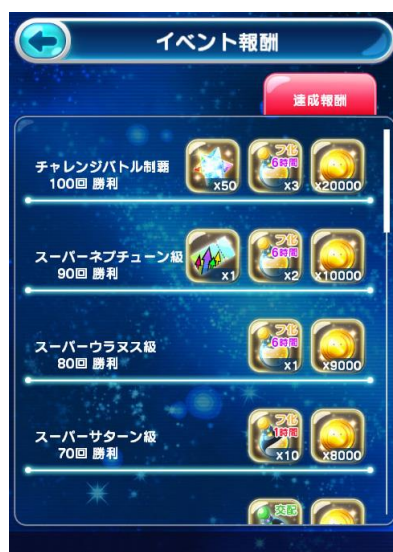 イベント報酬
達成報酬
チャレンジバトル制覇
100回 勝利
x50
フ化
6時間
x3
x20000
スーパーネプチューン級
90回 勝利
x1
フ化
6時間
x2
x10000
スーパーウラヌス級
80回 勝利
フ化
6時間
x1
x9000
スーパーサターン級
70回 勝利
フ化
1時間
x10
x8000
交配